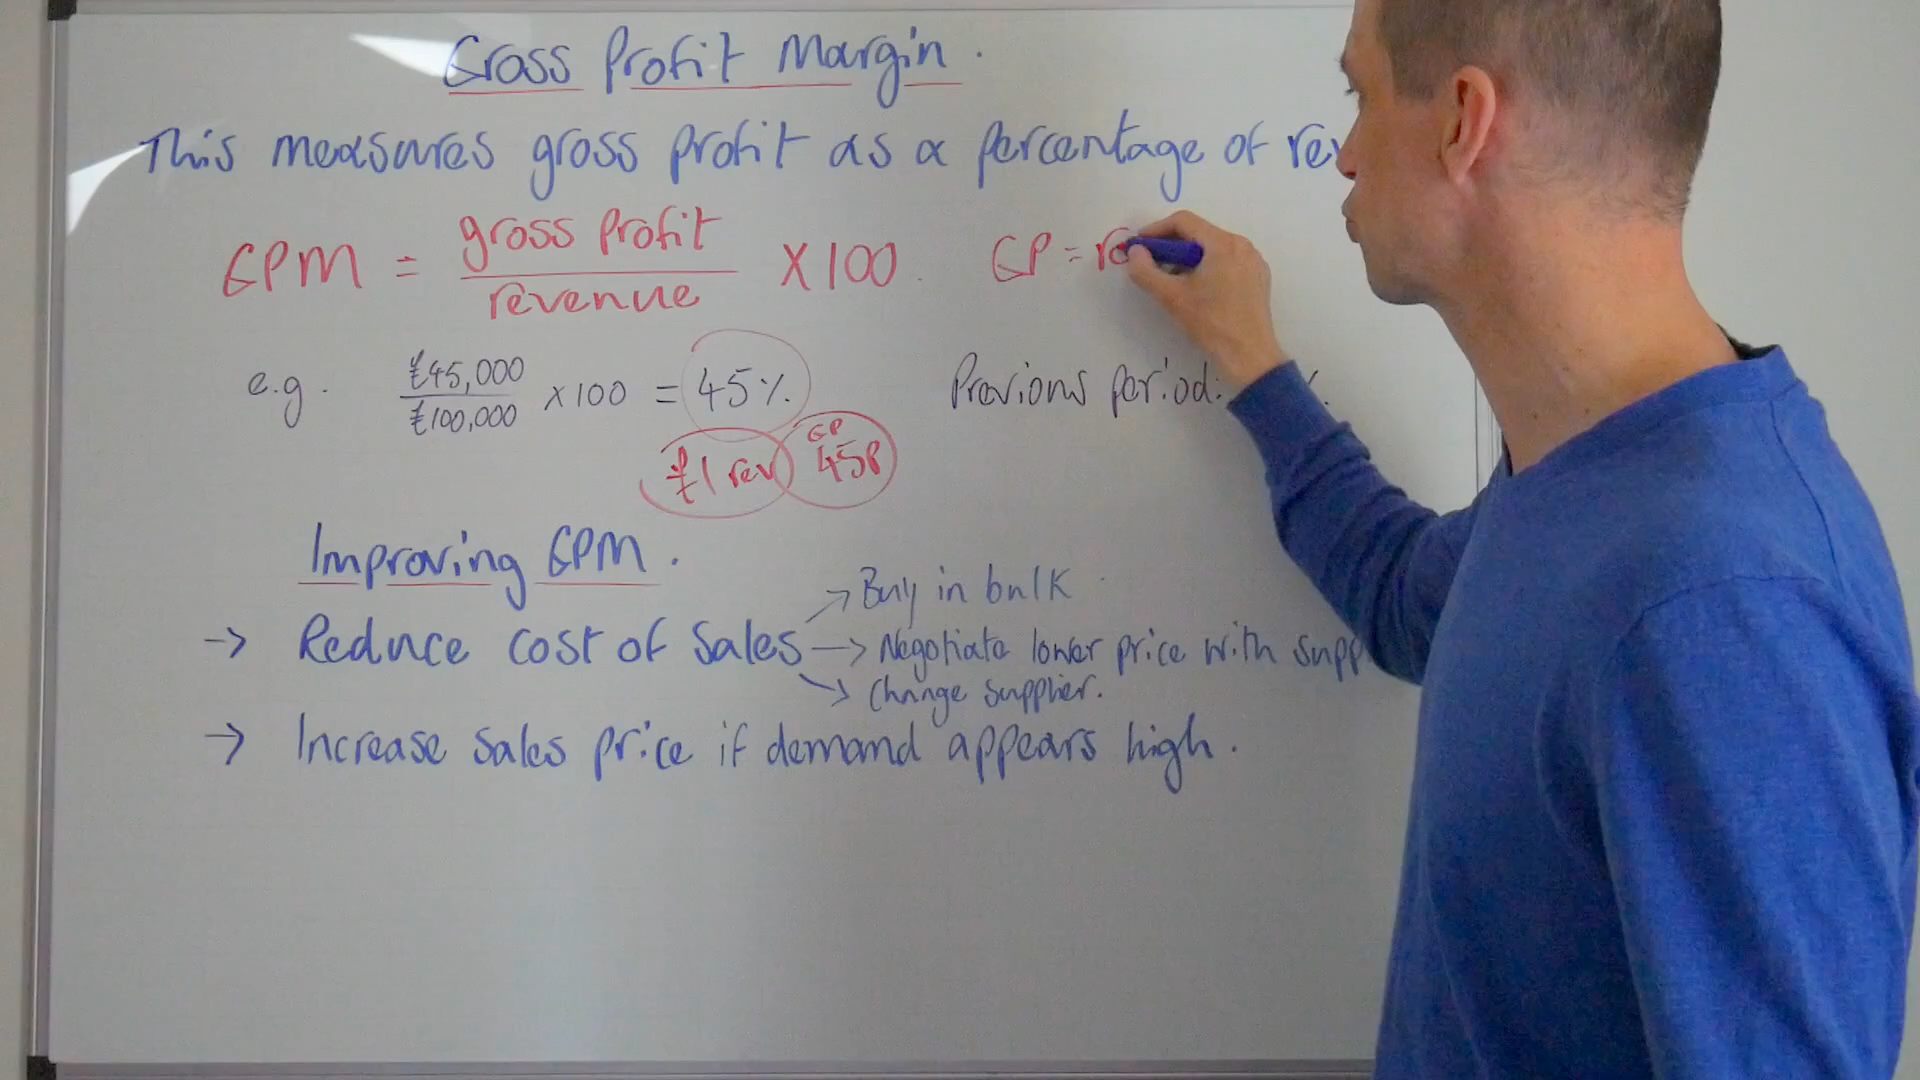 Gross Profit Margin.
This measures gross profit as a percentage of rev
GPM = gross profit / revenue X100. GP = re
e.g. £45,000 / £100,000 x100 = 45% Previous period: %
£1 rev GP 45p
Improving GPM.
→ Buy in bulk
→ Reduce cost of sales → Negotiate lower price with supp
→ Change supplier.
→ Increase sales price if demand appears high.